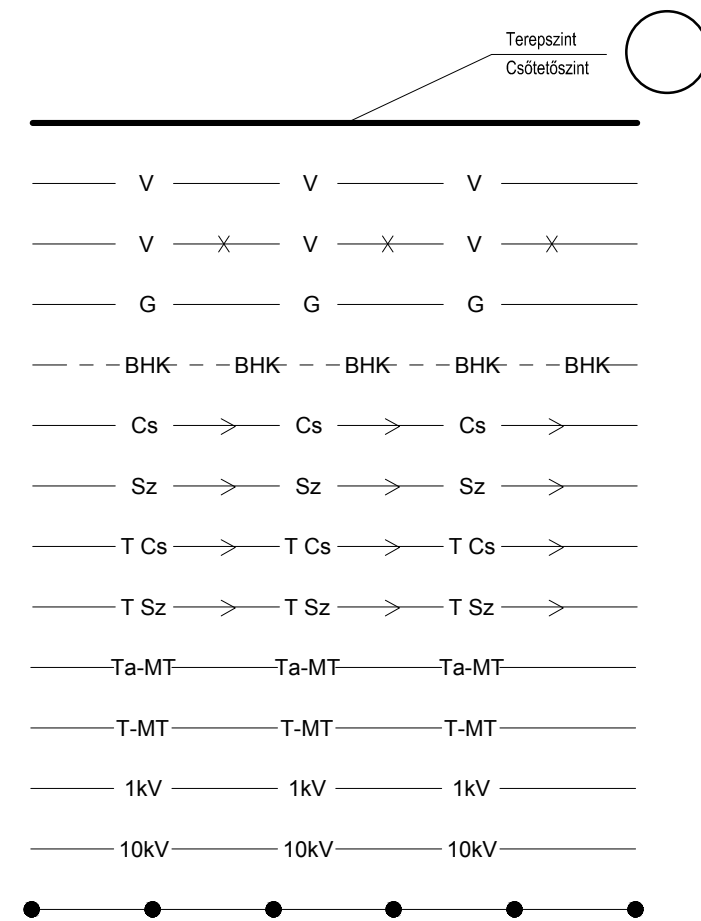 Terepszint
Csőtetőszint
V V V
V V V
G G G
BHK BHK BHK BHK BHK
Cs Cs Cs
Sz Sz Sz
T Cs T Cs T Cs
T Sz T Sz T Sz
Ta-MT Ta-MT Ta-MT
T-MT T-MT T-MT
1kV 1kV 1kV
10kV 10kV 10kV